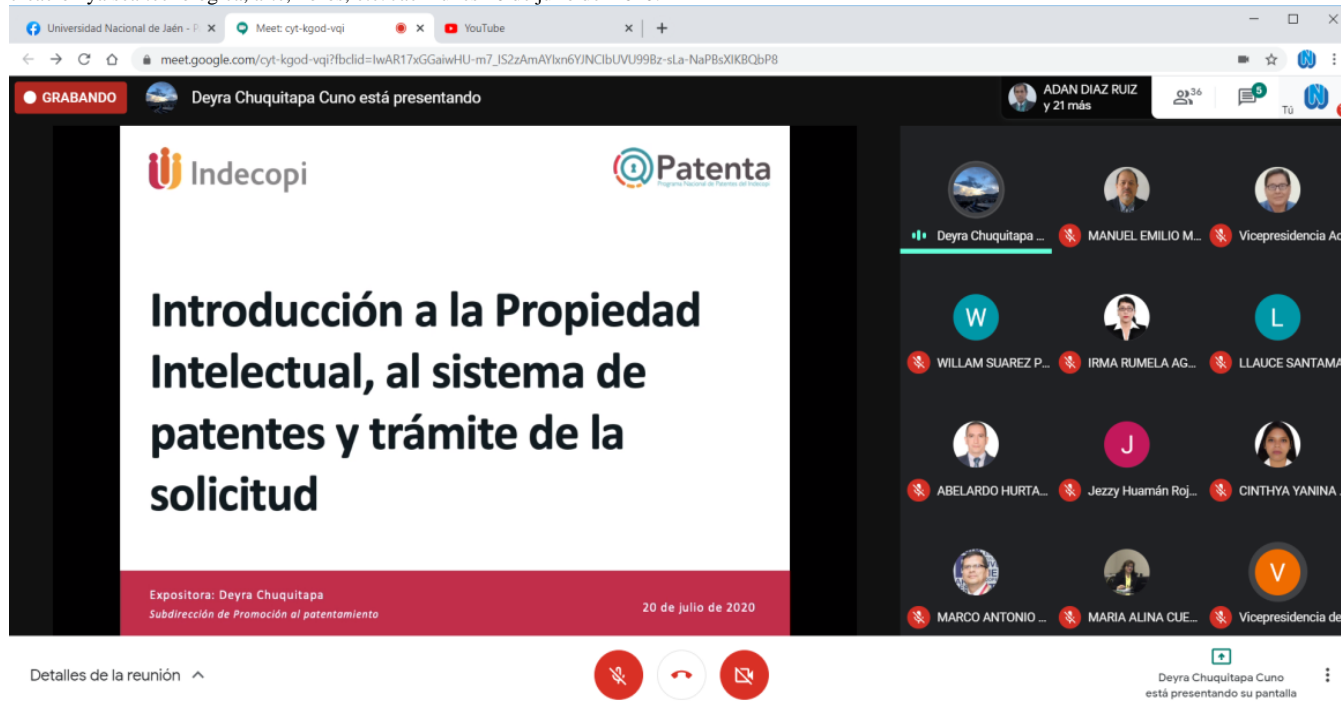 Universidad Nacional de Jaén - P
Meet: cyt-kgod-vqi
YouTube
meet.google.com/cyt-kgod-vqi?fbclid=IwAR17xGGaiwHU-m7_IS2zAmAYlxn6YJNCIbUVU99Bz-sLa-NaPBsXIKBQbP8
GRABANDO
Deyra Chuquitapa Cuno está presentando
ADAN DIAZ RUIZ
y 21 más
36
5
Tú
Indecopi
Patenta
Programa Nacional de Patentes del Indecopi
Introducción a la Propiedad
Intelectual, al sistema de
patentes y trámite de la
solicitud
Expositora: Deyra Chuquitapa
Subdirección de Promoción al patentamiento
20 de julio de 2020
Deyra Chuquitapa ...
MANUEL EMILIO M...
Vicepresidencia Ac
W
L
WILLAM SUAREZ P...
IRMA RUMELA AG...
LLAUCE SANTAMA
J
ABELARDO HURTA...
Jezzy Huamán Roj...
CINTHYA YANINA
V
MARCO ANTONIO ...
MARIA ALINA CUE...
Vicepresidencia de
Detalles de la reunión
Deyra Chuquitapa Cuno
está presentando su pantalla